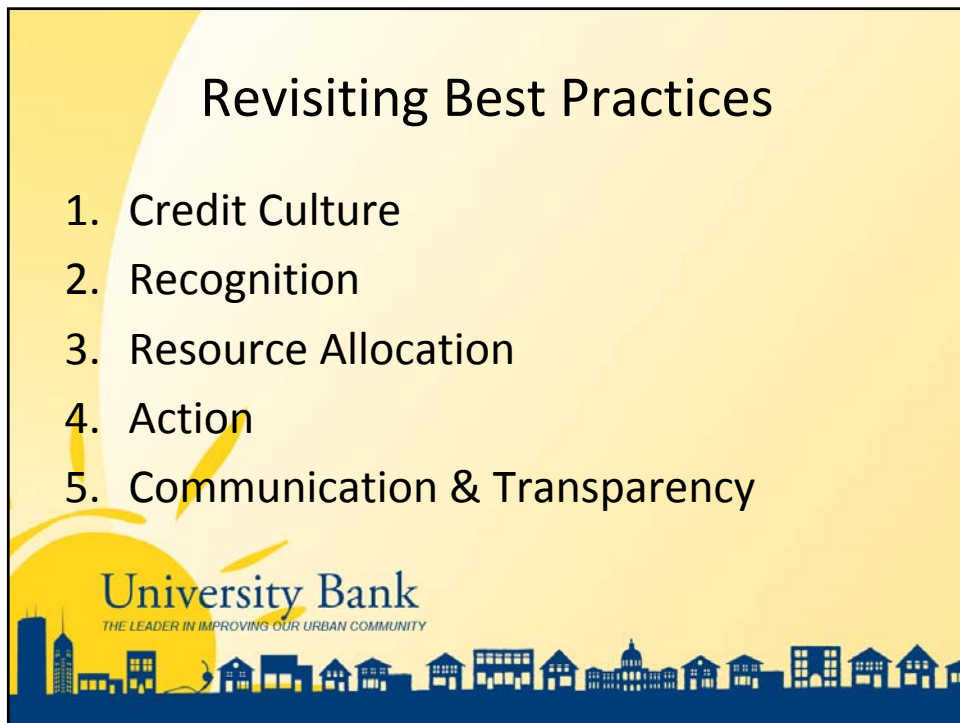 Revisiting Best Practices
1. Credit Culture
2. Recognition
3. Resource Allocation
4. Action
5. Communication & Transparency
University Bank
THE LEADER IN IMPROVING OUR URBAN COMMUNITY